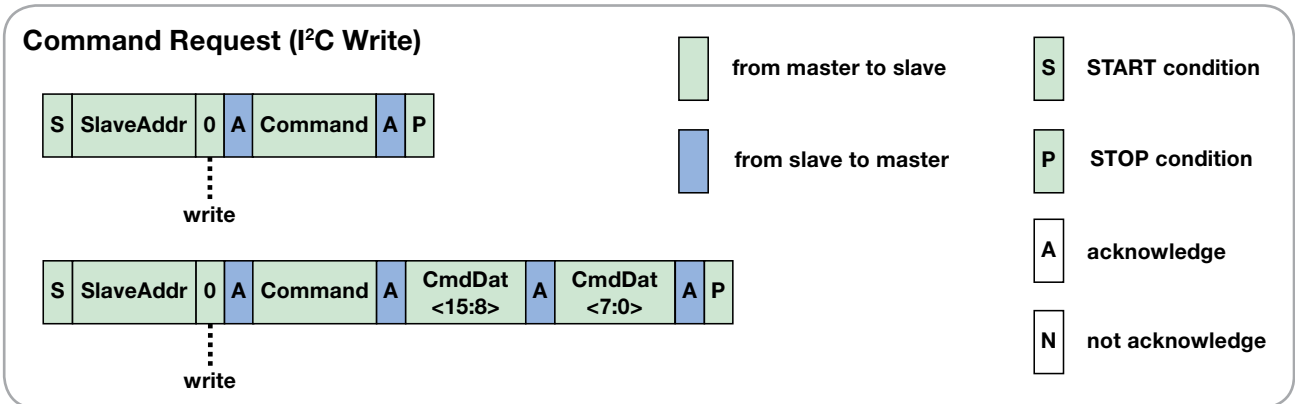 Command Request (I²C Write)
from master to slave
S START condition
S SlaveAddr 0 A Command A P
from slave to master
P STOP condition
write
A acknowledge
S SlaveAddr 0 A Command A CmdDat <15:8> A CmdDat <7:0> A P
N not acknowledge
write